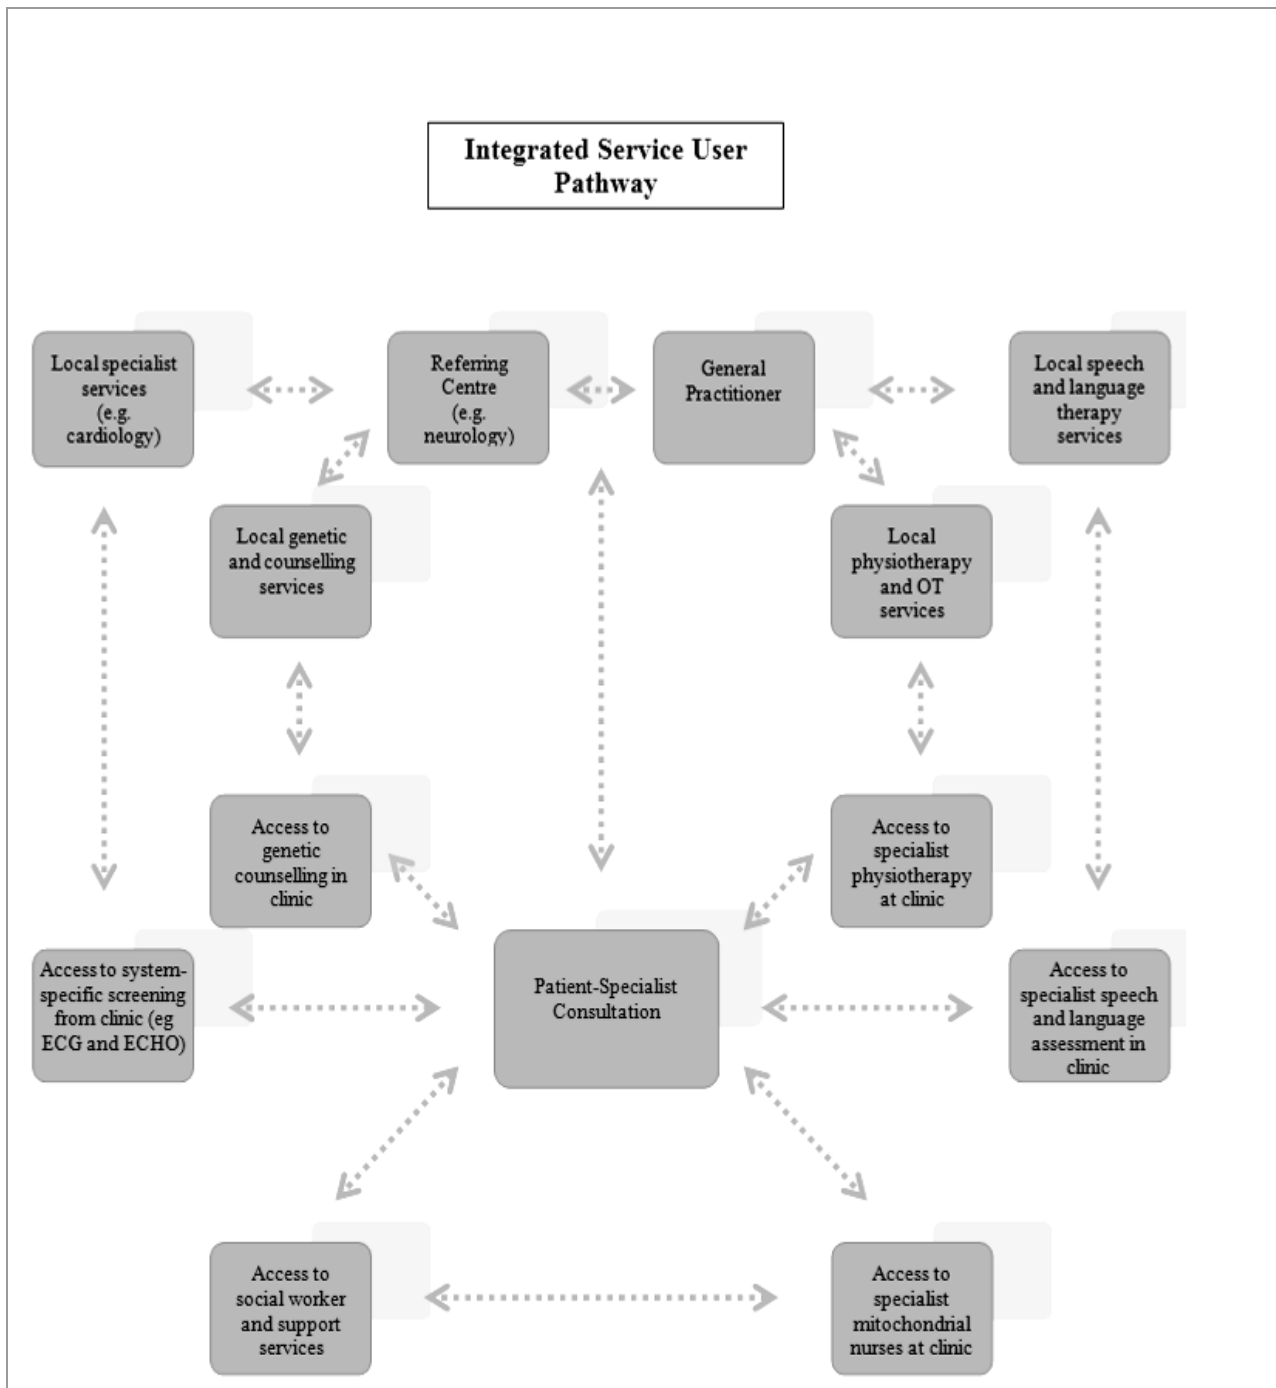 Integrated Service User
Pathway
Local specialist
services
(e.g.
cardiology)
Referring
Centre
(e.g.
neurology)
General
Practitioner
Local speech
and language
therapy
services
Local genetic
and counselling
services
Local
physiotherapy
and OT
services
Access to
genetic
counselling in
clinic
Access to
specialist
physiotherapy
at clinic
Access to system-
specific screening
from clinic (eg
ECG and ECHO)
Patient-Specialist
Consultation
Access to
specialist speech
and language
assessment in
clinic
Access to
social worker
and support
services
Access to
specialist
mitochondrial
nurses at clinic